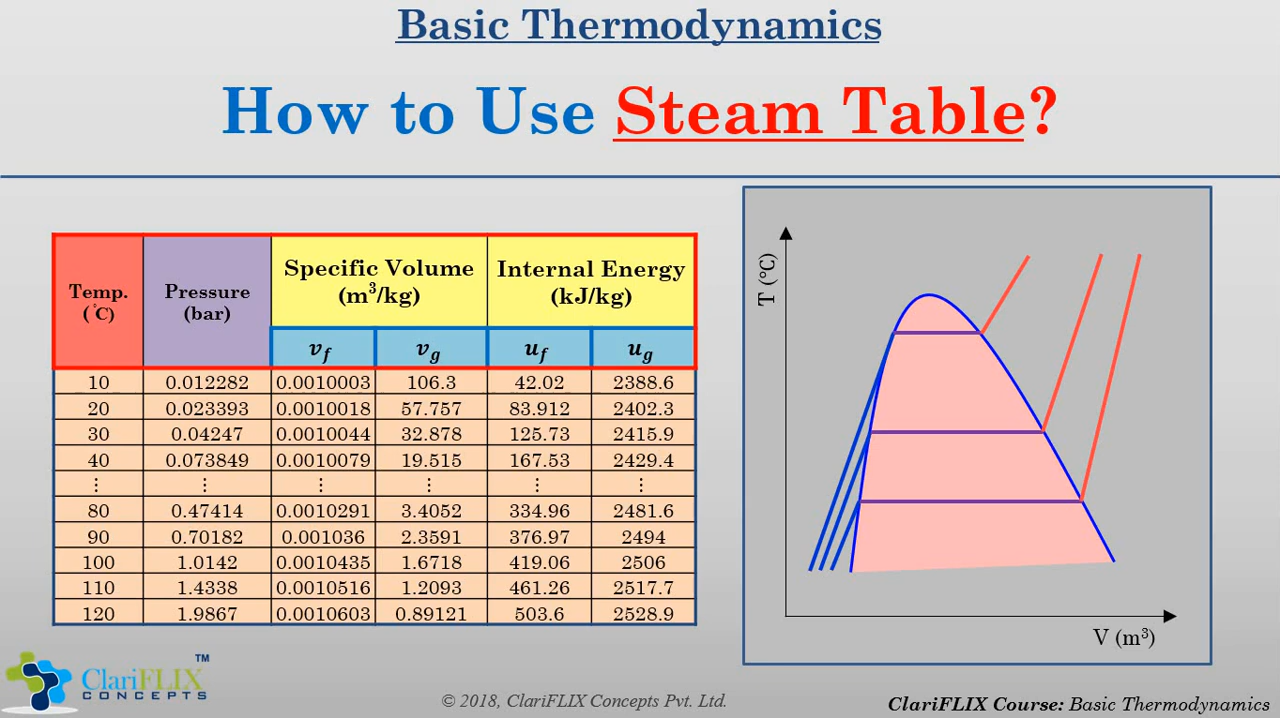 Basic Thermodynamics
How to Use Steam Table?
Temp.
(°C)
Pressure
(bar)
Specific Volume
(m³/kg)
Internal Energy
(kJ/kg)
v_f v_g u_f u_g
10 0.012282 0.0010003 106.3 42.02 2388.6
20 0.023393 0.0010018 57.757 83.912 2402.3
30 0.04247 0.0010044 32.878 125.73 2415.9
40 0.073849 0.0010079 19.515 167.53 2429.4
⋮ ⋮ ⋮ ⋮ ⋮ ⋮
80 0.47414 0.0010291 3.4052 334.96 2481.6
90 0.70182 0.001036 2.3591 376.97 2494
100 1.0142 0.0010435 1.6718 419.06 2506
110 1.4338 0.0010516 1.2093 461.26 2517.7
120 1.9867 0.0010603 0.89121 503.6 2528.9
T (°C)
V (m³)
ClariFLIX TM
CONCEPTS
© 2018, ClariFLIX Concepts Pvt. Ltd.
ClariFLIX Course: Basic Thermodynamics